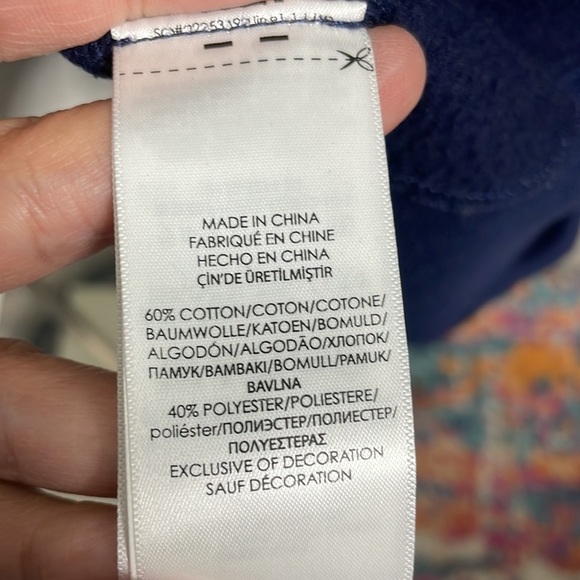 MADE IN CHINA
FABRIQUÉ EN CHINE
HECHO EN CHINA
ÇİN'DE ÜRETİLMİŞTİR
60% COTTON/COTON/COTONE/
BAUMWOLLE/KATOEN/BOMULD/
ALGODÓN/ALGODÃO/ХЛОПОК/
ПАМУК/BAMBAKI/BOMULL/PAMUK/
BAVLNA
40% POLYESTER/POLIESTERE/
poliéster/ПОЛИЭСТЕР/ПОЛИЕСТЕР/
ΠΟΛΥΕΣΤΕΡΑΣ
EXCLUSIVE OF DECORATION
SAUF DÉCORATION